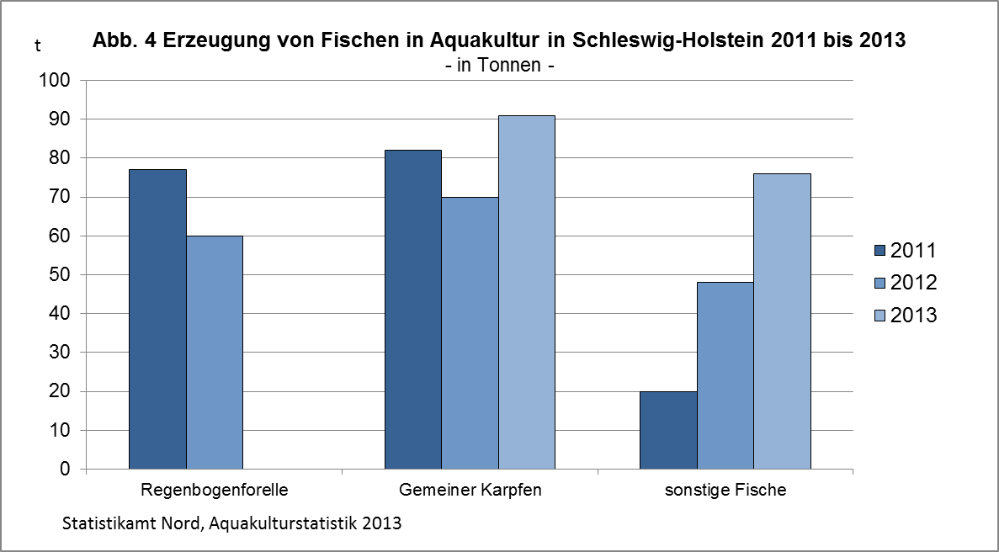 Abb. 4 Erzeugung von Fischen in Aquakultur in Schleswig-Holstein 2011 bis 2013
- in Tonnen -
t
100
90
80
70
60
50
40
30
20
10
0
Regenbogenforelle Gemeiner Karpfen sonstige Fische
2011
2012
2013
Statistikamt Nord, Aquakulturstatistik 2013